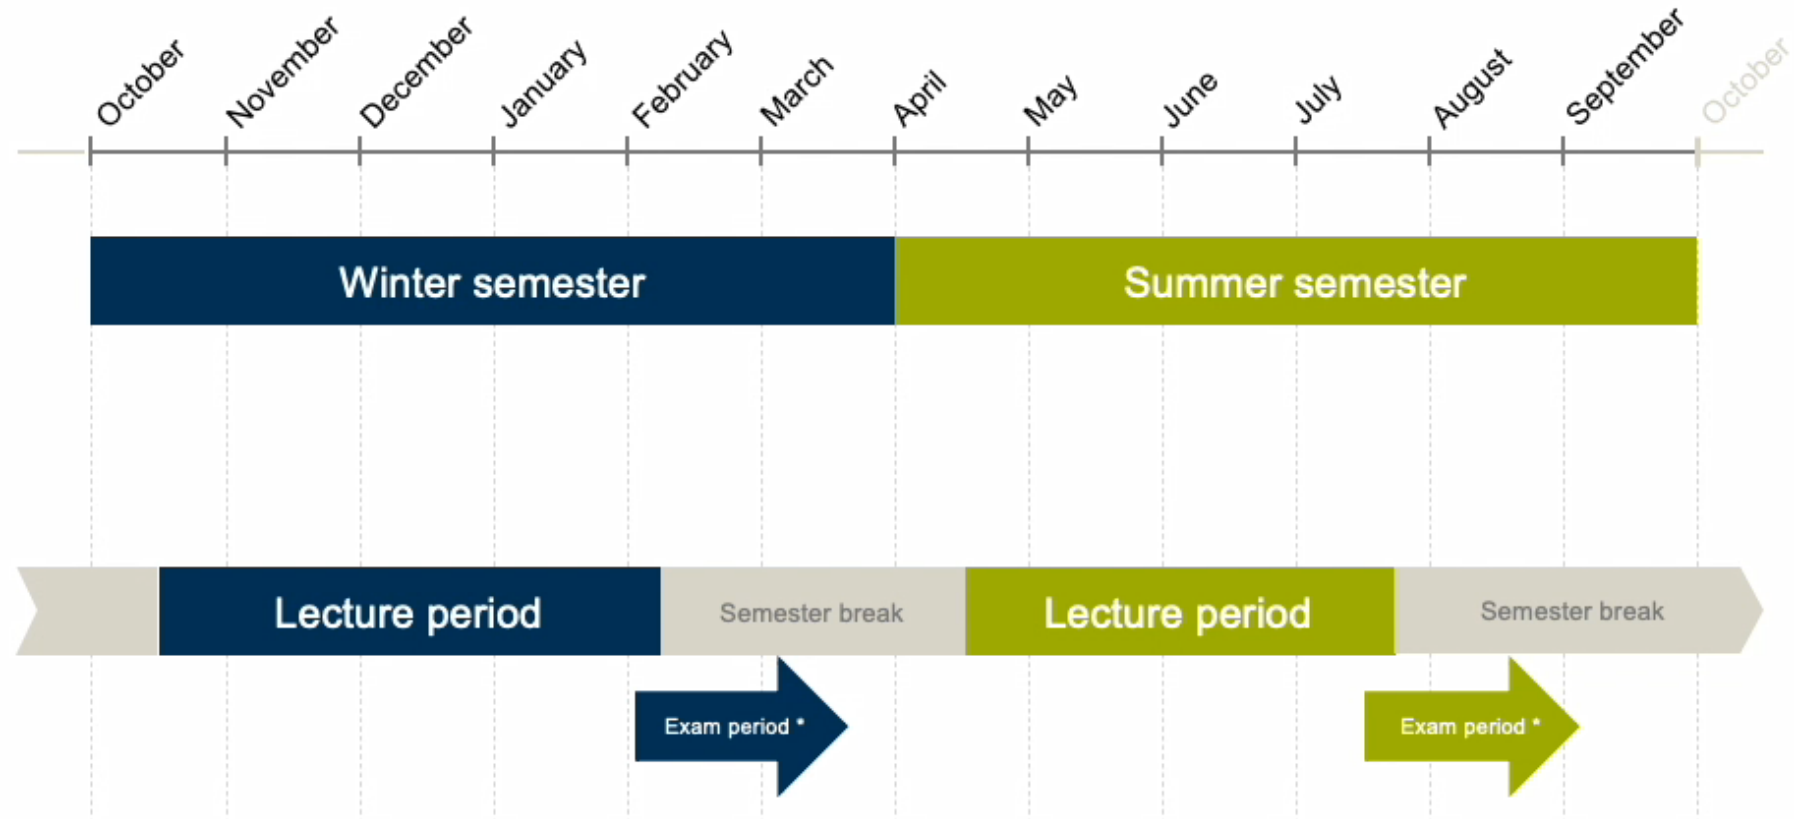 October
November
December
January
February
March
April
May
June
July
August
September
October
Winter semester
Summer semester
Lecture period
Semester break
Lecture period
Semester break
Exam period *
Exam period *